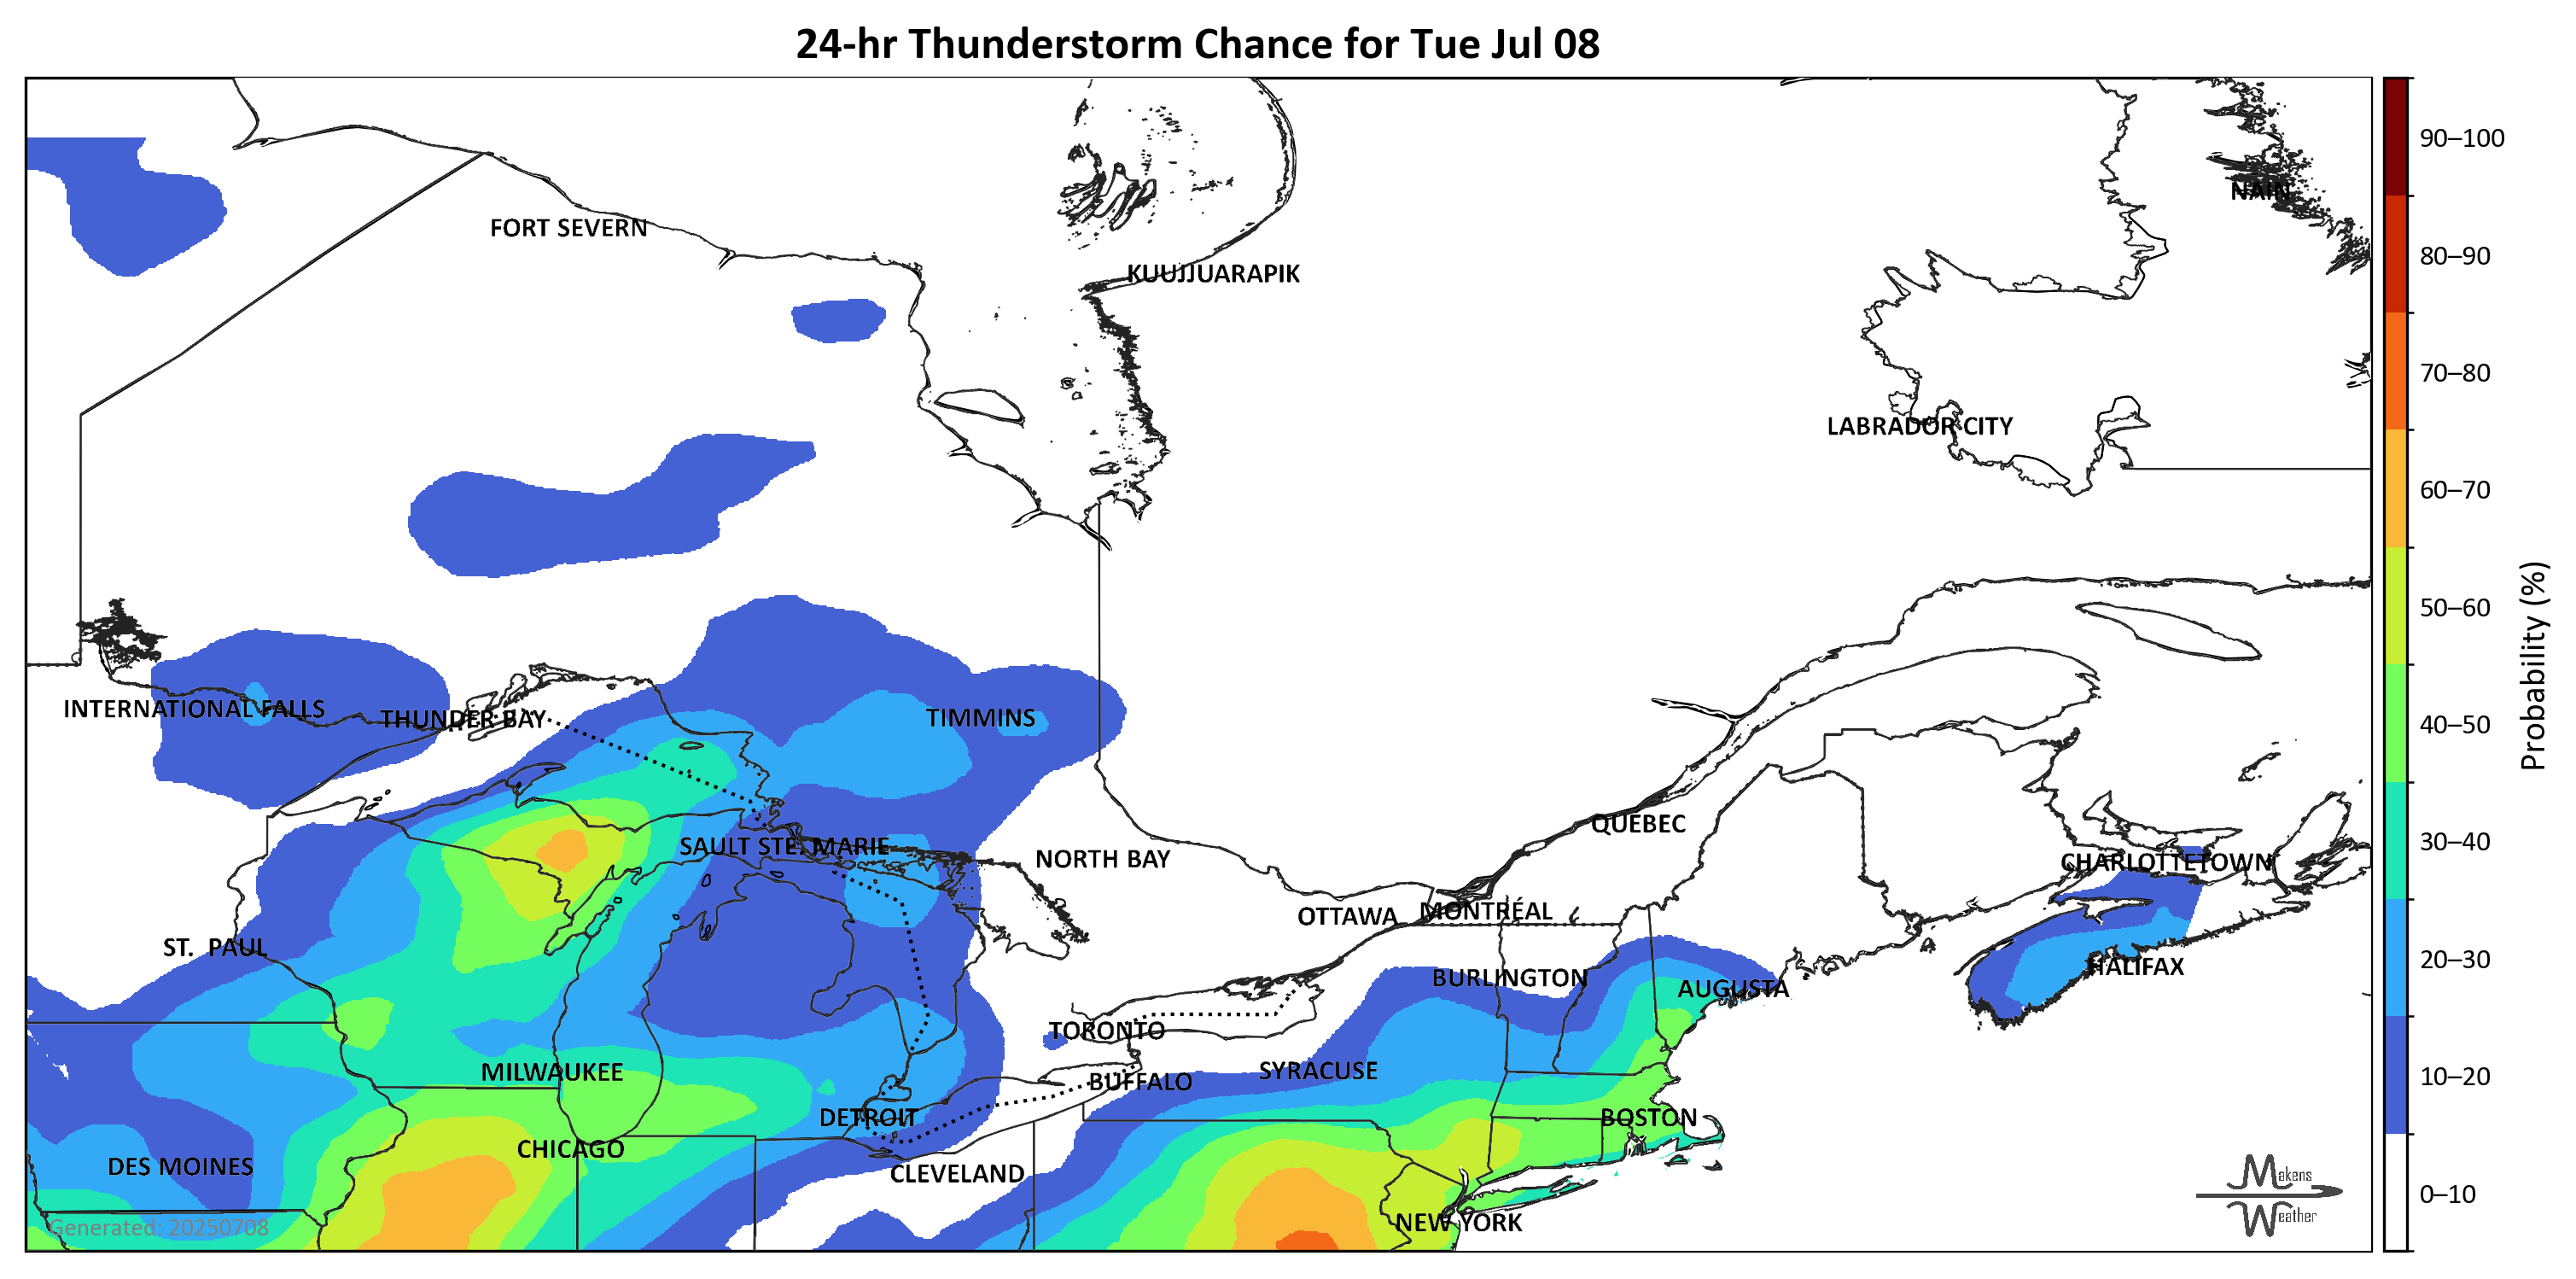 24-hr Thunderstorm Chance for Tue Jul 08
90–100
NAIN
FORT SEVERN
80–90
KUUJJUARAPIK
70–80
LABRADOR CITY
60–70
50–60
Probability (%)
INTERNATIONAL FALLS
THUNDER BAY
TIMMINS
40–50
QUEBEC
30–40
SAULT STE. MARIE
NORTH BAY
CHARLOTTETOWN
OTTAWA
MONTRÉAL
ST. PAUL
20–30
HALIFAX
BURLINGTON
AUGUSTA
TORONTO
MILWAUKEE
SYRACUSE
10–20
BUFFALO
DETROIT
BOSTON
CHICAGO
DES MOINES
CLEVELAND
Makens
Weather
0–10
NEW YORK
Generated: 20250708